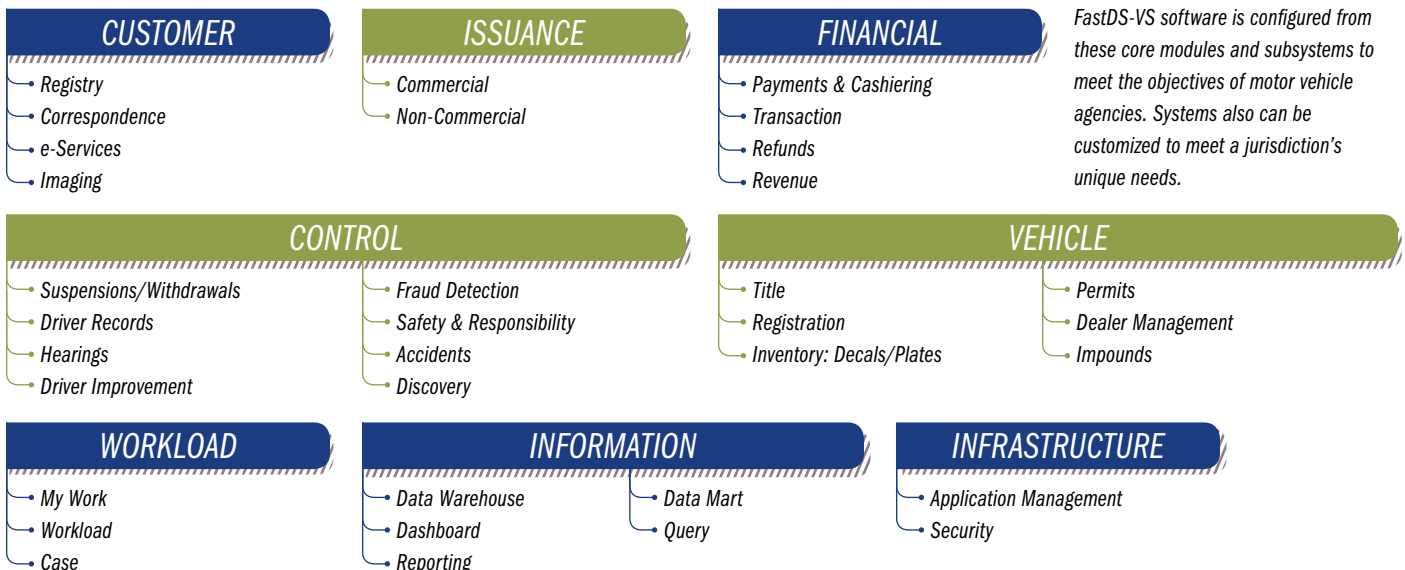 CUSTOMER
Registry
Correspondence
e-Services
Imaging
ISSUANCE
Commercial
Non-Commercial
FINANCIAL
Payments & Cashiering
Transaction
Refunds
Revenue
FastDS-VS software is configured from
these core modules and subsystems to
meet the objectives of motor vehicle
agencies. Systems also can be
customized to meet a jurisdiction’s
unique needs.
CONTROL
Suspensions/Withdrawals
Driver Records
Hearings
Driver Improvement
Fraud Detection
Safety & Responsibility
Accidents
Discovery
VEHICLE
Title
Registration
Inventory: Decals/Plates
Permits
Dealer Management
Impounds
WORKLOAD
My Work
Workload
Case
INFORMATION
Data Warehouse
Dashboard
Reporting
Data Mart
Query
INFRASTRUCTURE
Application Management
Security